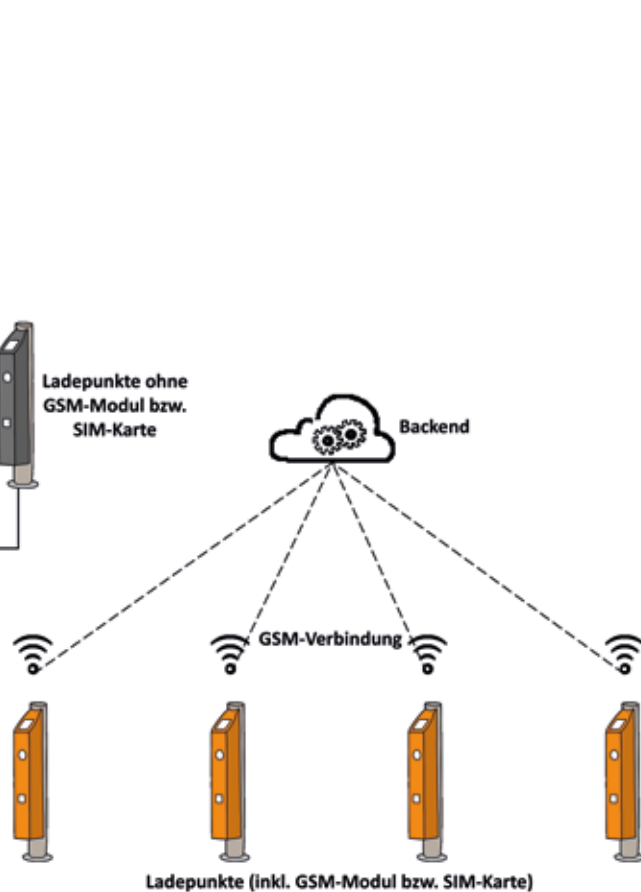 Ladepunkte ohne
GSM-Modul bzw.
SIM-Karte
Backend
GSM-Verbindung
Ladepunkte (inkl. GSM-Modul bzw. SIM-Karte)